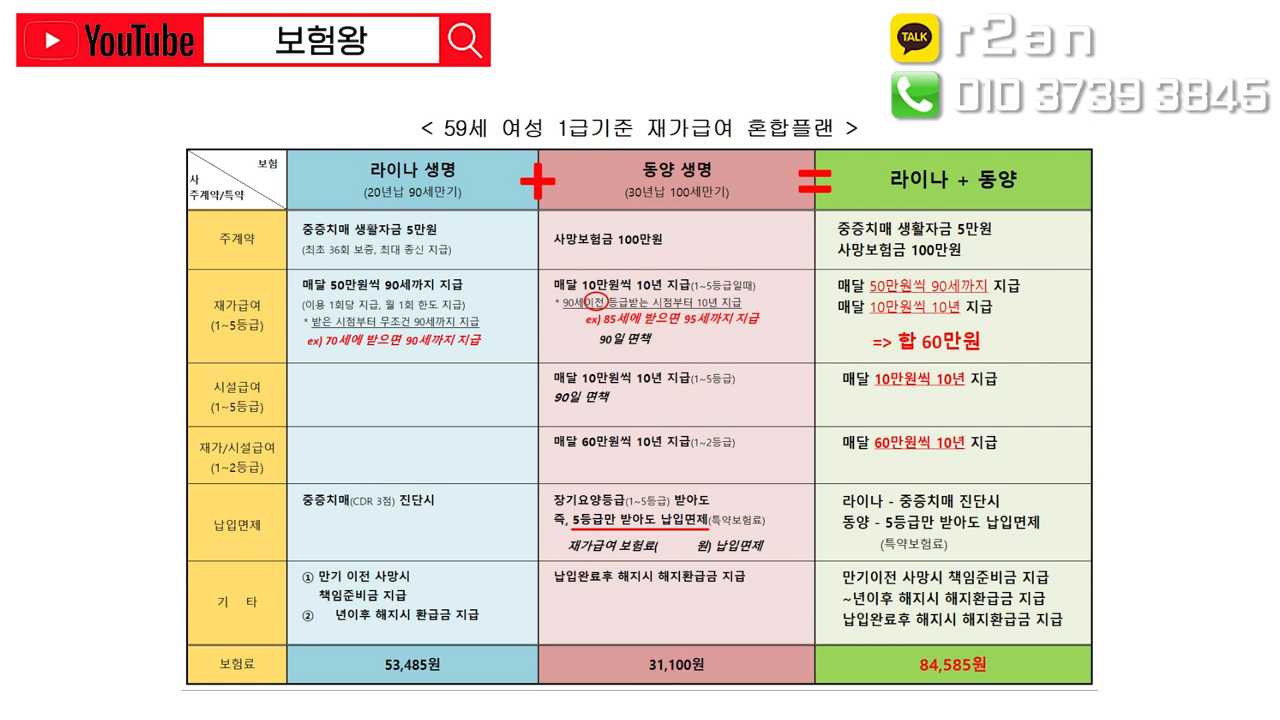 YouTube 보험왕
TALK r2an
010 3739 3845
< 59세 여성 1급기준 재가급여 혼합플랜 >
보험
사
주계약/특약
라이나 생명
(20년납 90세만기)
+
동양 생명
(30년납 100세만기)
=
라이나 + 동양
주계약
중증치매 생활자금 5만원
(최초 36회 보증, 최대 종신 지급)
사망보험금 100만원
중증치매 생활자금 5만원
사망보험금 100만원
재가급여
(1~5등급)
매달 50만원씩 90세까지 지급
(이용 1회당 지급, 월 1회 한도 지급)
* 받은 시점부터 무조건 90세까지 지급
ex) 70세에 받으면 90세까지 지급
매달 10만원씩 10년 지급(1~5등급일때)
* 90세이전 등급받는 시점부터 10년 지급
ex) 85세에 받으면 95세까지 지급
90일 면책
매달 50만원씩 90세까지 지급
매달 10만원씩 10년 지급
=> 합 60만원
시설급여
(1~5등급)
매달 10만원씩 10년 지급(1~5등급)
90일 면책
매달 10만원씩 10년 지급
재가/시설급여
(1~2등급)
매달 60만원씩 10년 지급(1~2등급)
매달 60만원씩 10년 지급
납입면제
중증치매(CDR 3점) 진단시
장기요양등급(1~5등급) 받아도
즉, 5등급만 받아도 납입면제(특약보험료)
재가급여 보험료( 원) 납입면제
라이나 - 중증치매 진단시
동양 - 5등급만 받아도 납입면제
(특약보험료)
기 타
① 만기 이전 사망시
책임준비금 지급
② 년이후 해지시 환급금 지급
납입완료후 해지시 해지환급금 지급
만기이전 사망시 책임준비금 지급
~년이후 해지시 해지환급금 지급
납입완료후 해지시 해지환급금 지급
보험료
53,485원
31,100원
84,585원